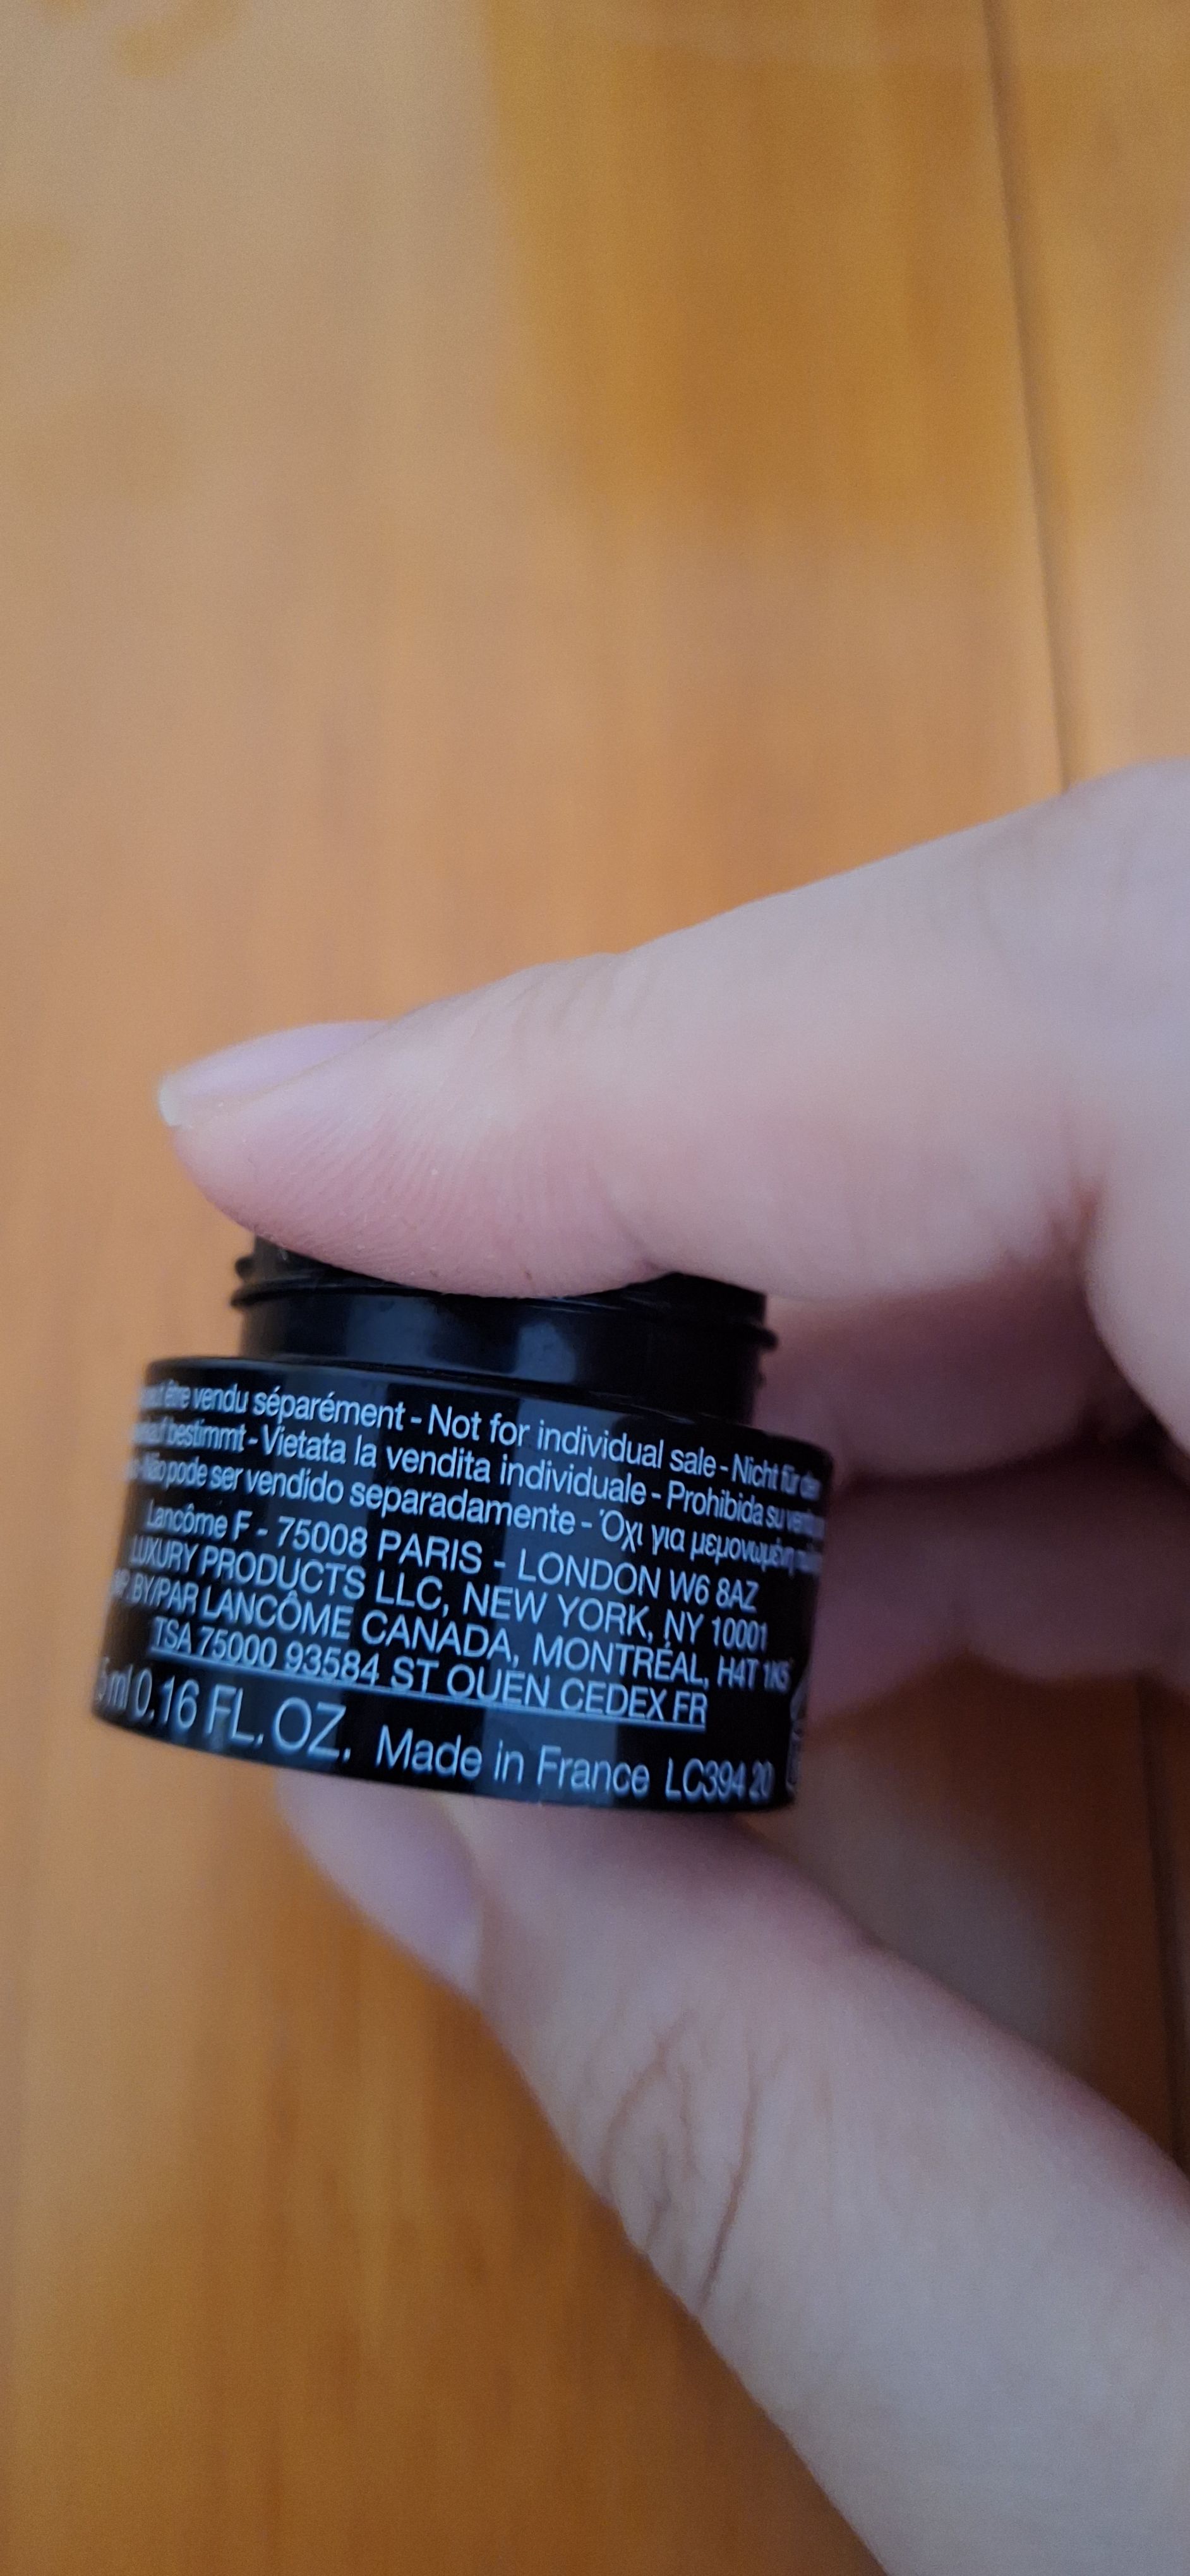 être vendu séparément - Not for individual sale - Nicht für den
bestimmt - Vietata la vendita individuale - Prohibida su
Não pode ser vendido separadamente - Όχι για μεμονωμένη
Lancôme F - 75008 PARIS - LONDON W6 8AZ
LUXURY PRODUCTS LLC, NEW YORK, NY 10001
BY/PAR LANCÔME CANADA, MONTRÉAL, H4T 1K5
TSA 75000 93584 ST OUEN CEDEX FR
5 ml 0.16 FL. OZ. Made in France LC394 20